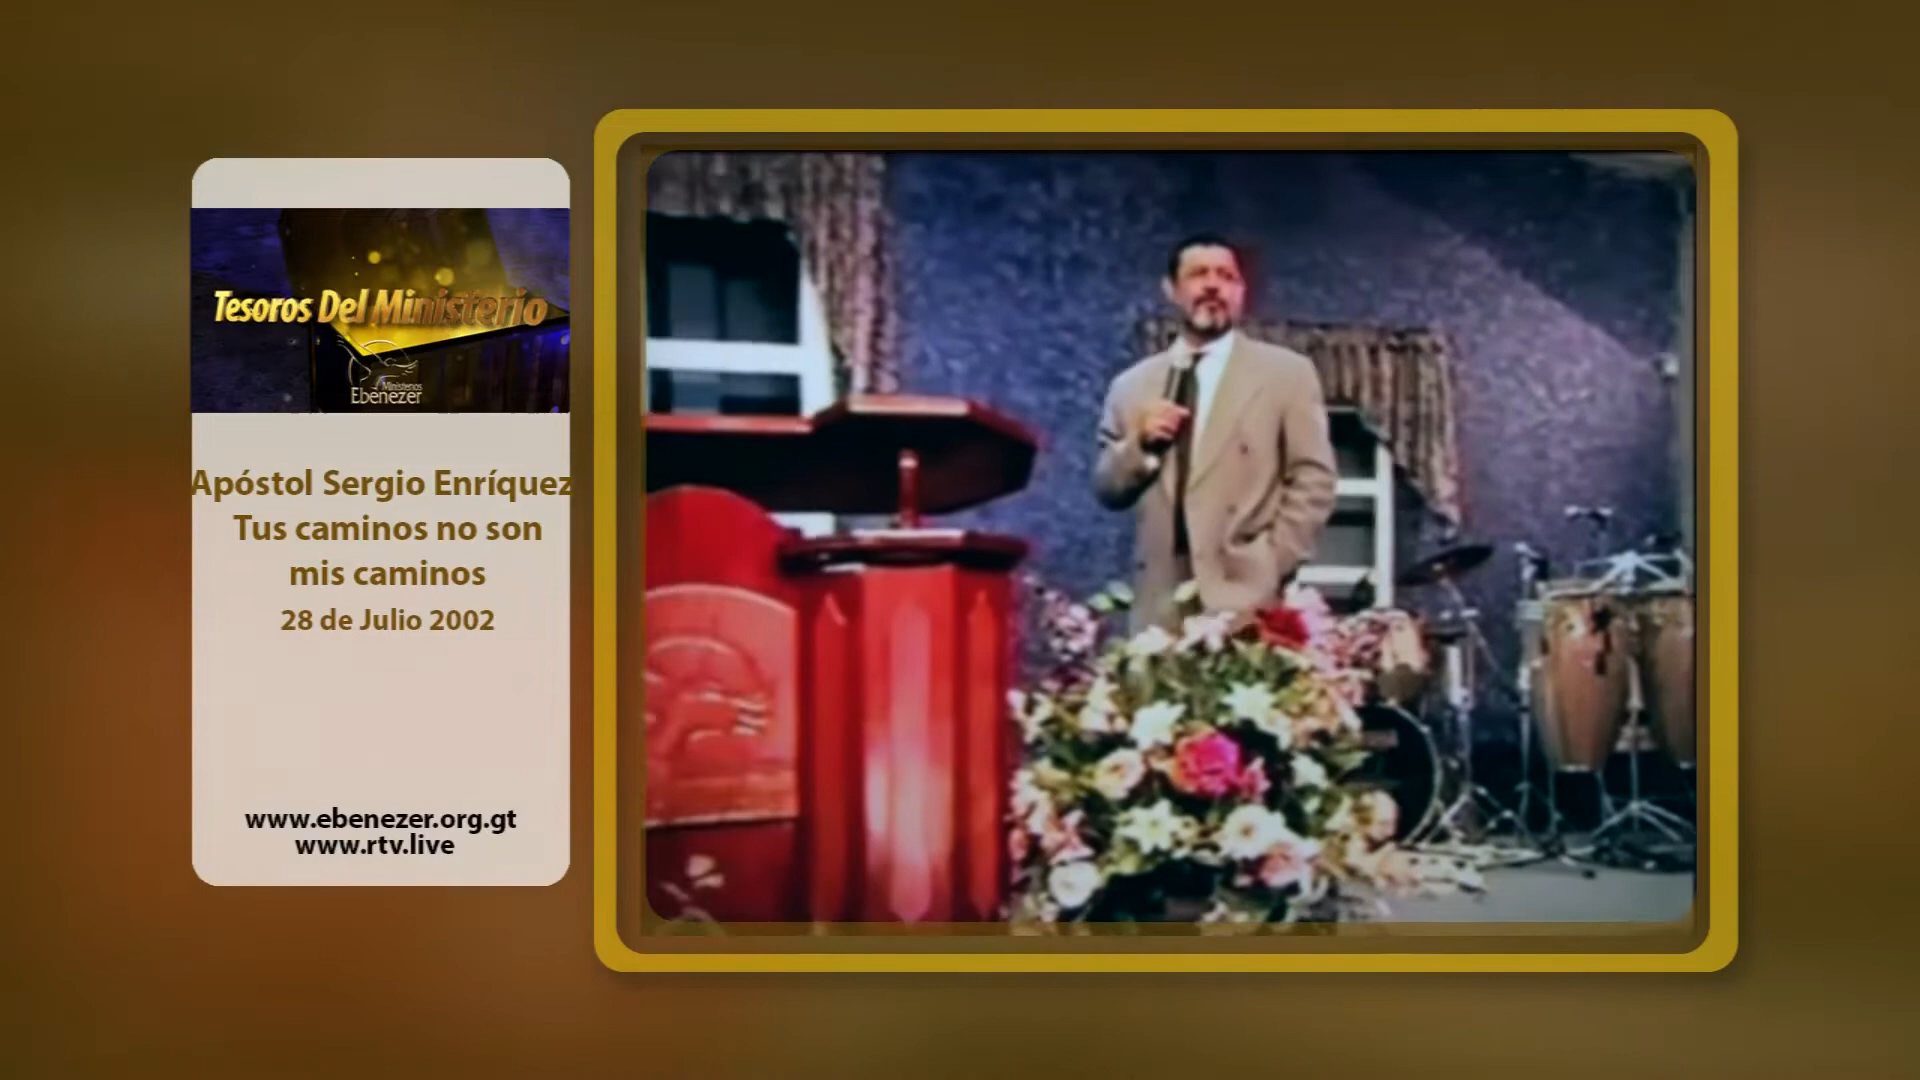 Tesoros Del Ministerio
Ministerios
Ebenezer
Apóstol Sergio Enríquez
Tus caminos no son
mis caminos
28 de Julio 2002
www.ebenezer.org.gt
www.rtv.live